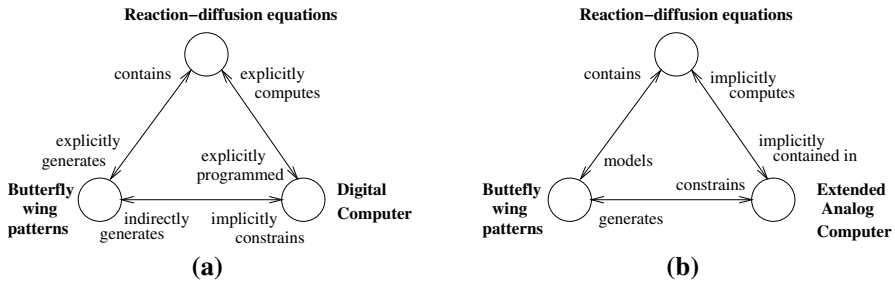 Reaction−diffusion equations
contains
explicitly
computes
explicitly
generates
explicitly
programmed
Butterfly
wing
patterns
Digital
Computer
indirectly
generates
implicitly
constrains
(a)
Reaction−diffusion equations
contains
implicitly
computes
implicitly
contained in
models
constrains
Buttefly
wing
patterns
generates
Extended
Analog
Computer
(b)